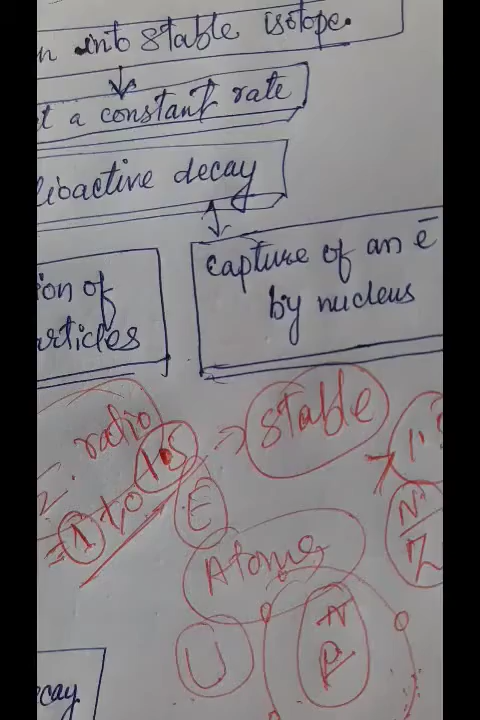 n into stable isotope.
t a constant rate
dioactive decay
ion of
articles
capture of an ē
by nucleus
Z ratio
1 to 1.5
stable
E
N
Z
Atoms
N
P
U
cay